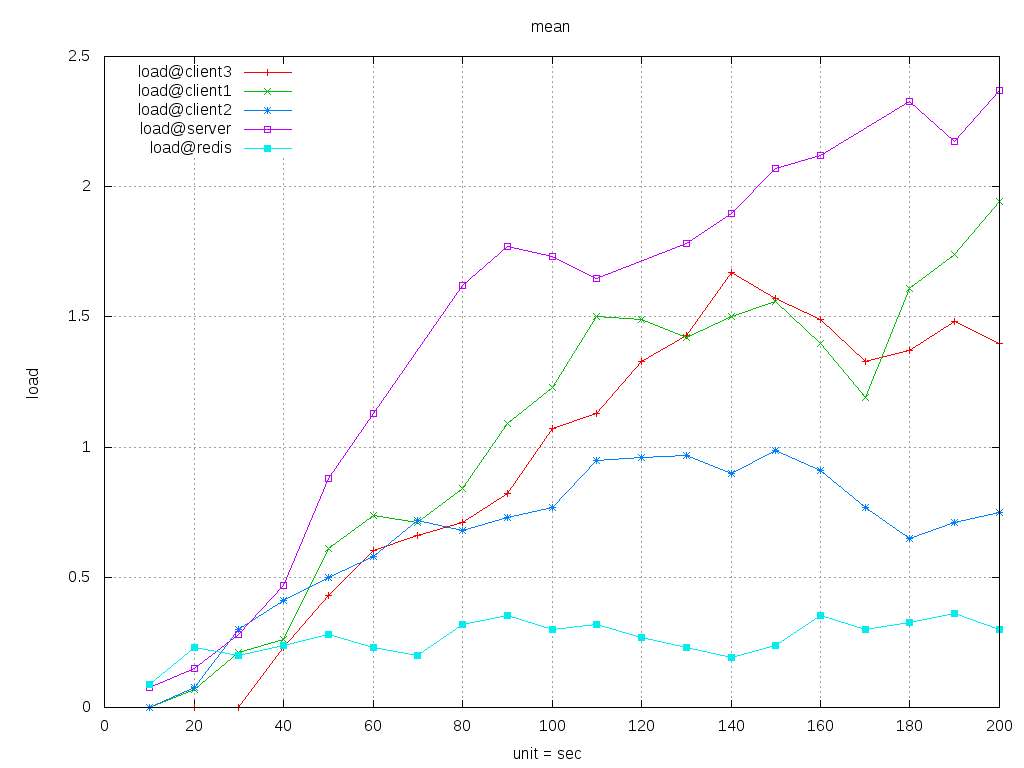 mean
2.5
load@client3
load@client1
load@client2
load@server
load@redis
2
1.5
load
1
0.5
0
0 20 40 60 80 100 120 140 160 180 200
unit = sec